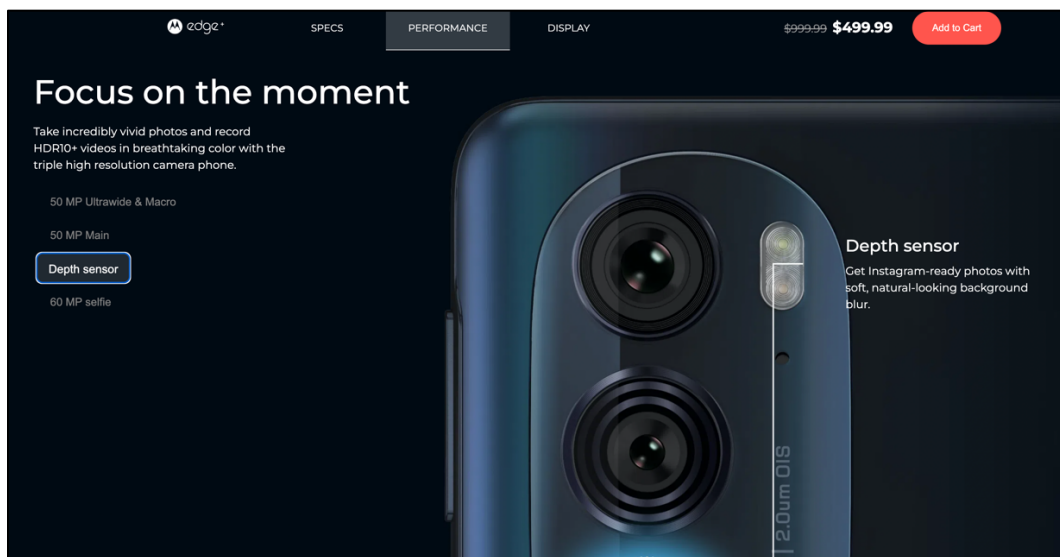 edge+
SPECS
PERFORMANCE
DISPLAY
$999.99 $499.99
Add to Cart
Focus on the moment
Take incredibly vivid photos and record
HDR10+ videos in breathtaking color with the
triple high resolution camera phone.
50 MP Ultrawide & Macro
50 MP Main
Depth sensor
60 MP selfie
Depth sensor
Get Instagram-ready photos with
soft, natural-looking background
blur.
| 2.0um OIS